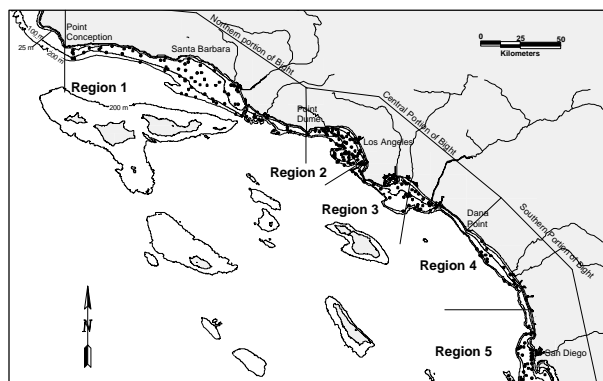 Point
Conception
Northern portion of Bight
0 25 50
Kilometers
100 m
25 m
200 m
Santa Barbara
Region 1
200 m
Point
Dume
Central Portion of Bight
Los Angeles
Region 2
Region 3
Dana
Point
Southern Portion of Bight
Region 4
N
Region 5
San Diego